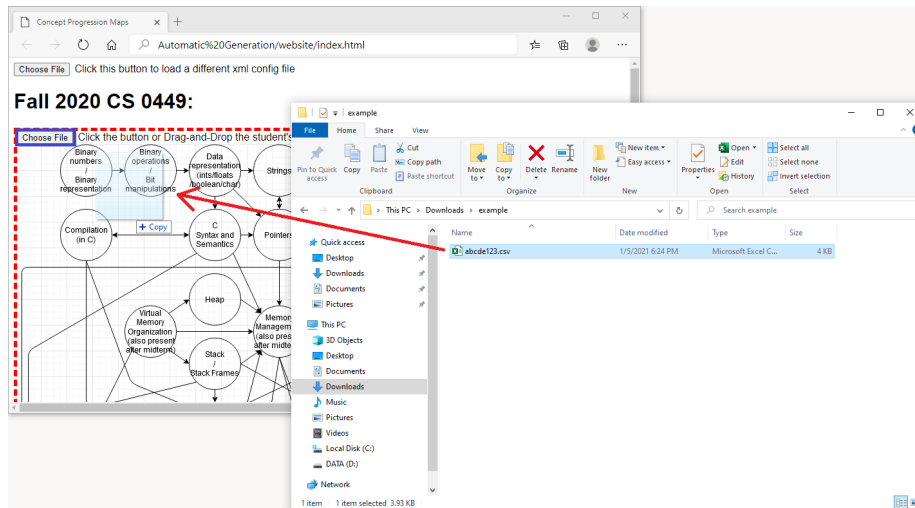 Concept Progression Maps
Automatic%20Generation/website/index.html
Choose File Click this button to load a different xml config file
Fall 2020 CS 0449:
Choose File Click the button or Drag-and-Drop the student's
Binary
numbers
/
Binary
representation
Binary
operations
/
Bit
manipulations
Data
representation
(ints/floats
/boolean/char)
Strings
Compilation
(in C)
+ Copy
C
Syntax and
Semantics
Pointers
Heap
Virtual
Memory
Organization
(also present
after midterm)
Stack
/
Stack Frames
Memory
Managem
(also pres
after midte
example
File Home Share View
Pin to Quick
access
Copy
Paste
Cut
Copy path
Paste shortcut
Clipboard
Move
to
Copy
to
Delete
Rename
Organize
New
folder
New item
Easy access
New
Properties
Open
Edit
History
Open
Select all
Select none
Invert selection
Select
This PC > Downloads > example
Search example
Name Date modified Type Size
abcde123.csv 1/5/2021 6:24 PM Microsoft Excel C... 4 KB
Quick access
Desktop
Downloads
Documents
Pictures
This PC
3D Objects
Desktop
Documents
Downloads
Music
Pictures
Videos
Local Disk (C:)
DATA (D:)
Network
1 item 1 item selected 3.93 KB